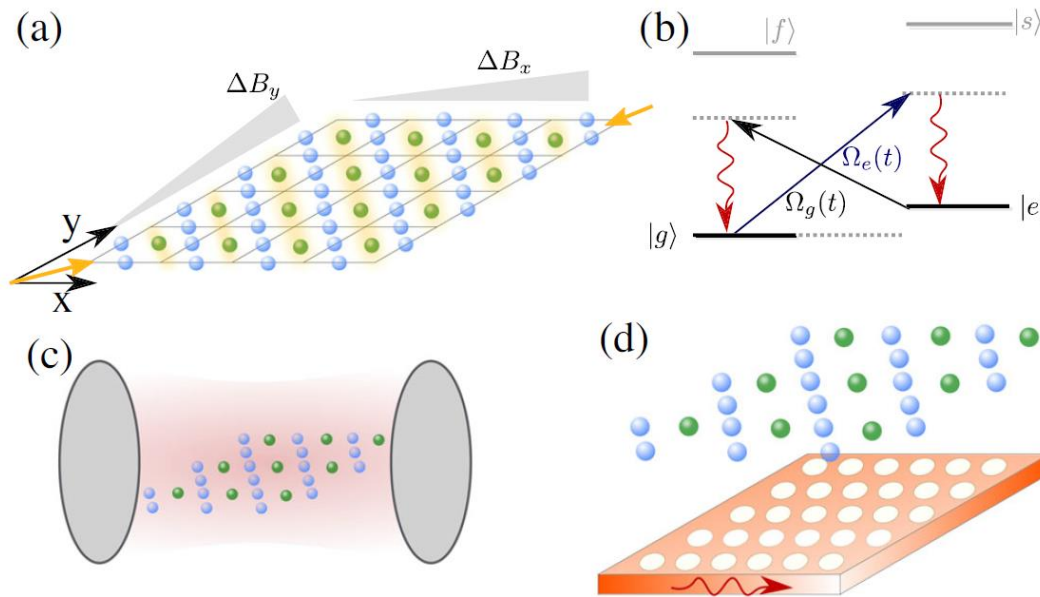 (a)
ΔB_y
ΔB_x
y
x
(b)
|f⟩
|s⟩
Ω_e(t)
Ω_g(t)
|g⟩
|e
(c)
(d)